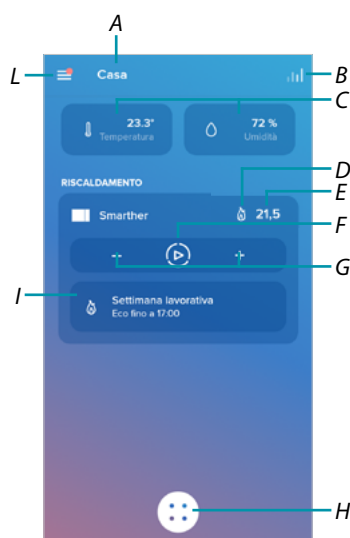 A
L
Casa
B
C
23.3°
Temperatura
72 %
Umidità
D
E
RISCALDAMENTO
Smarther
21,5
F
G
I
Settimana lavorativa
Eco fino a 17:00
H